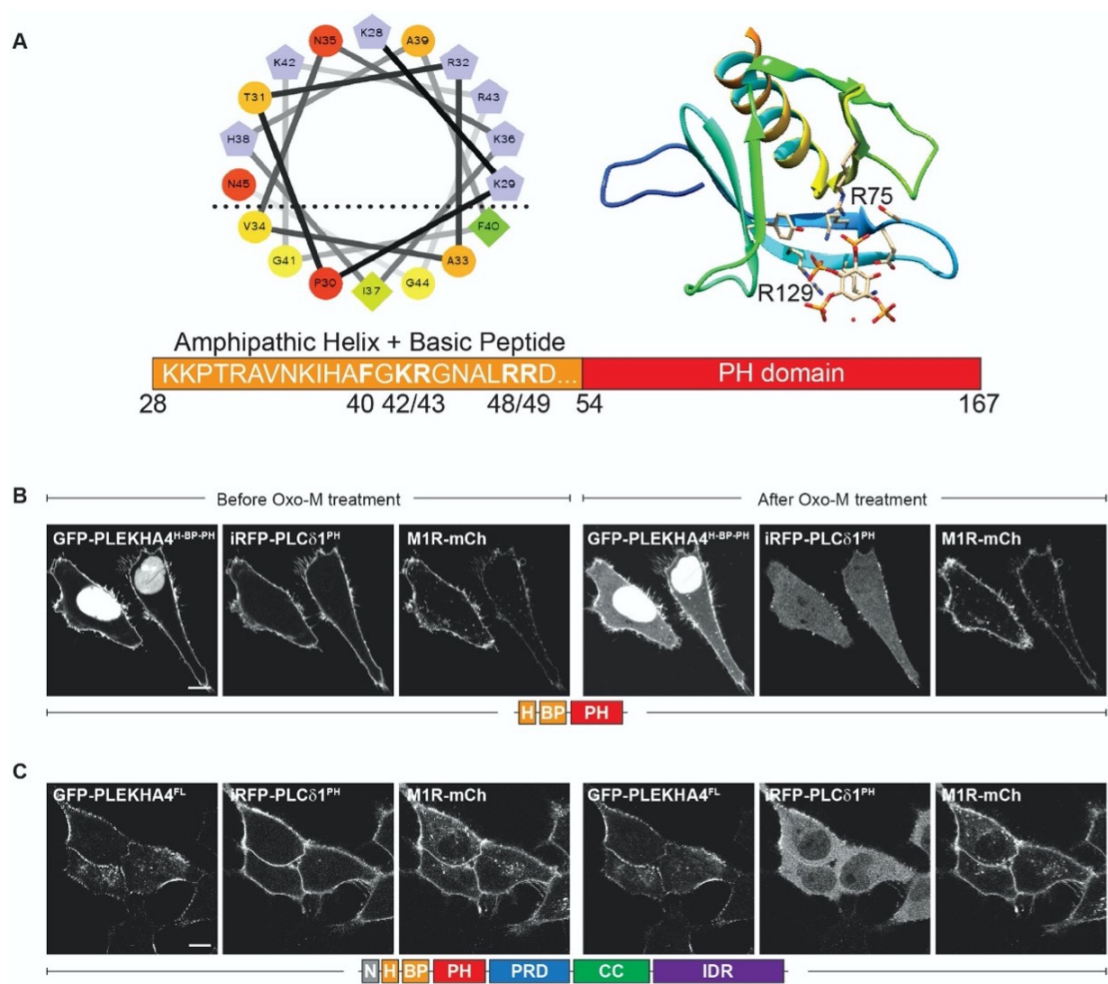 A
N35 K28 A39
K42 R32
T31 R43
H38 K36
N45 K29
V34 F40
G41 A33
P30 I37 G44
R75
R129
Amphipathic Helix + Basic Peptide
KKPTRAVNKIHAFGKRGNALRRD... PH domain
28 40 42/43 48/49 54 167
B
Before Oxo-M treatment After Oxo-M treatment
GFP-PLEKHA4H-BP-PH iRFP-PLCδ1PH M1R-mCh GFP-PLEKHA4H-BP-PH iRFP-PLCδ1PH M1R-mCh
H BP PH
C
GFP-PLEKHA4FL iRFP-PLCδ1PH M1R-mCh GFP-PLEKHA4FL iRFP-PLCδ1PH M1R-mCh
N H BP PH PRD CC IDR